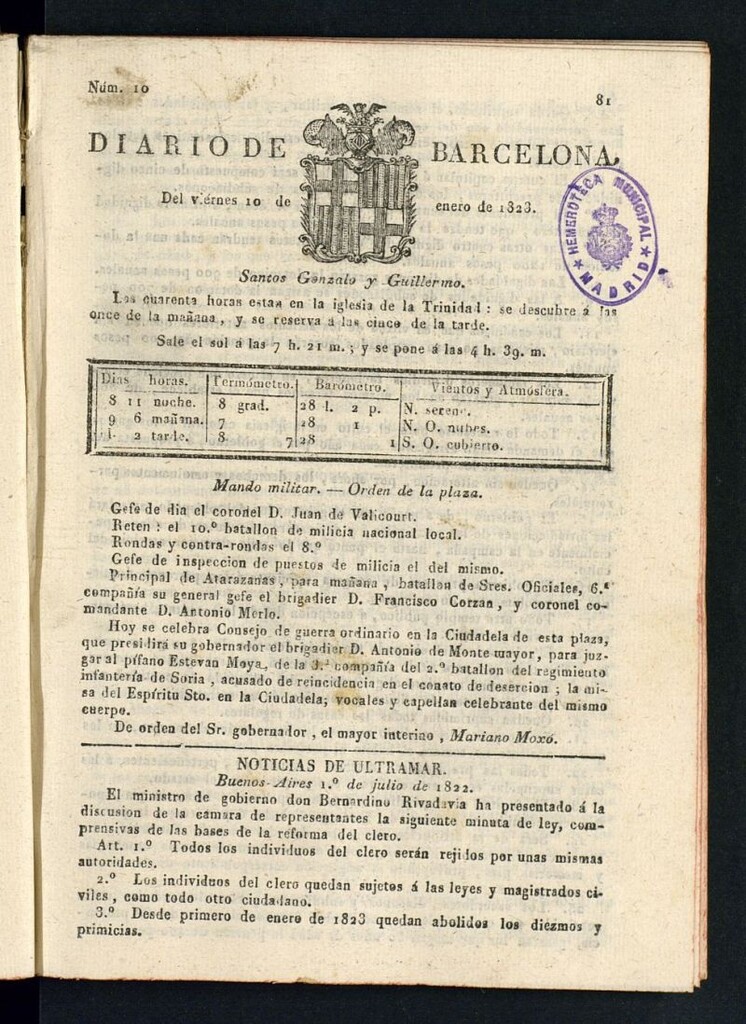 Núm. 10
81
DIARIO DE BARCELONA,
Del viérnes 10 de enero de 1823.
HEMEROTECA MUNICIPAL
★ MADRID ★
Santos Gonzalo y Guillermo.
Las cuarenta horas estan en la iglesia de la Trinidad : se descubre á las
once de la mañana, y se reserva á las cinco de la tarde.
Sale el sol á las 7 h. 21 m. ; y se pone á las 4 h. 39. m.
Dias horas. Termómetro. Barómetro. Vientos y Atmósfera.
8 11 noche. 8 grad. 28 l. 2 p. N. sereno.
9 6 mañana. 7 28 1 N. O. nubes.
id. 2 tarde. 8 7 28 1 S. O. cubierto.
Mando militar. — Orden de la plaza.
Gefe de dia el coronel D. Juan de Valicourt.
Reten : el 10.º batallon de milicia nacional local.
Rondas y contra-rondas el 8.º
Gefe de inspeccion de puestos de milicia el del mismo.
Principal de Atarazanas, para mañana , batallon de Sres. Oficiales, 6.ª
compañía su general gefe el brigadier D. Francisco Corzan, y coronel co-
mandante D. Antonio Merlo.
Hoy se celebra Consejo de guerra ordinario en la Ciudadela de esta plaza,
que presidirá su gobernador el brigadier D. Antonio de Monte mayor, para juz-
gar al pífano Estevan Moya, de la 3.ª compañía del 2.º batallon del regimiento
infantería de Soria , acusado de reincidencia en el conato de desercion ; la mi-
sa del Espíritu Sto. en la Ciudadela; vocales y capellan celebrante del mismo
cuerpo.
De orden del Sr. gobernador , el mayor interino , Mariano Moxó.
NOTICIAS DE ULTRAMAR.
Buenos-Aires 1.º de julio de 1822.
El ministro de gobierno don Bernardino Rivadavia ha presentado á la
discusion de la cámara de representantes la siguiente minuta de ley, com-
prensivas de las bases de la reforma del clero.
Art. 1.º Todos los individuos del clero serán rejidos por unas mismas
autoridades.
2.º Los individuos del clero quedan sujetos á las leyes y magistrados ci-
viles , como todo otro ciudadano.
3.º Desde primero de enero de 1823 quedan abolidos los diezmos y
primicias.